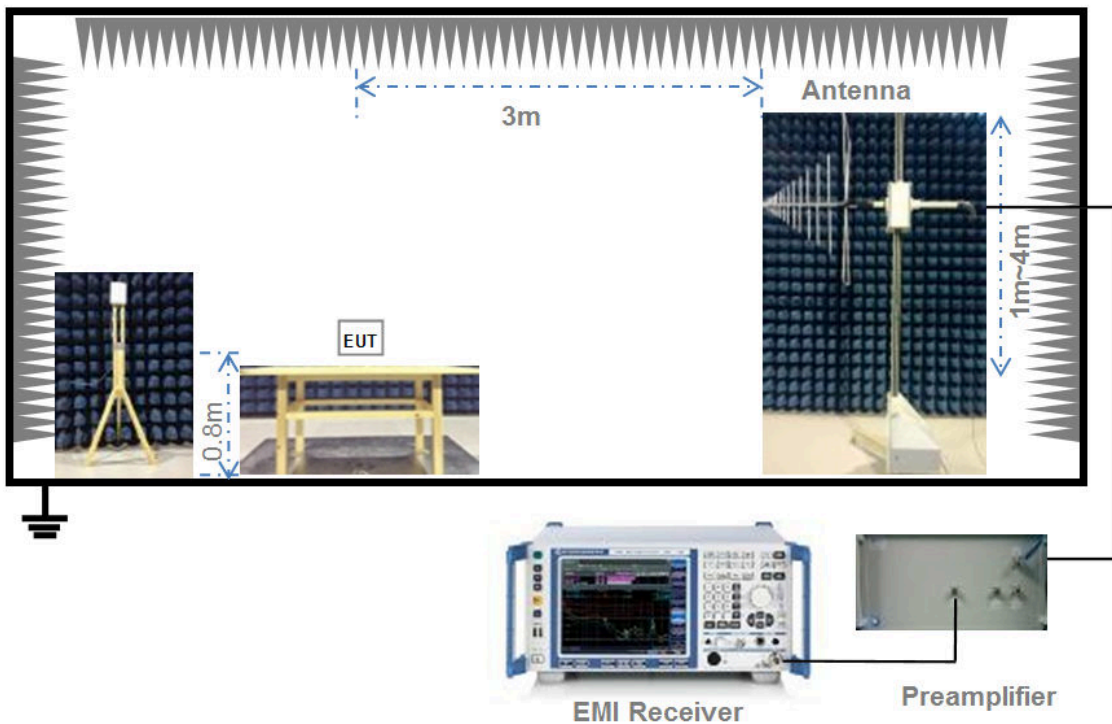 3m
Antenna
1m~4m
EUT
0.8m
EMI Receiver
Preamplifier